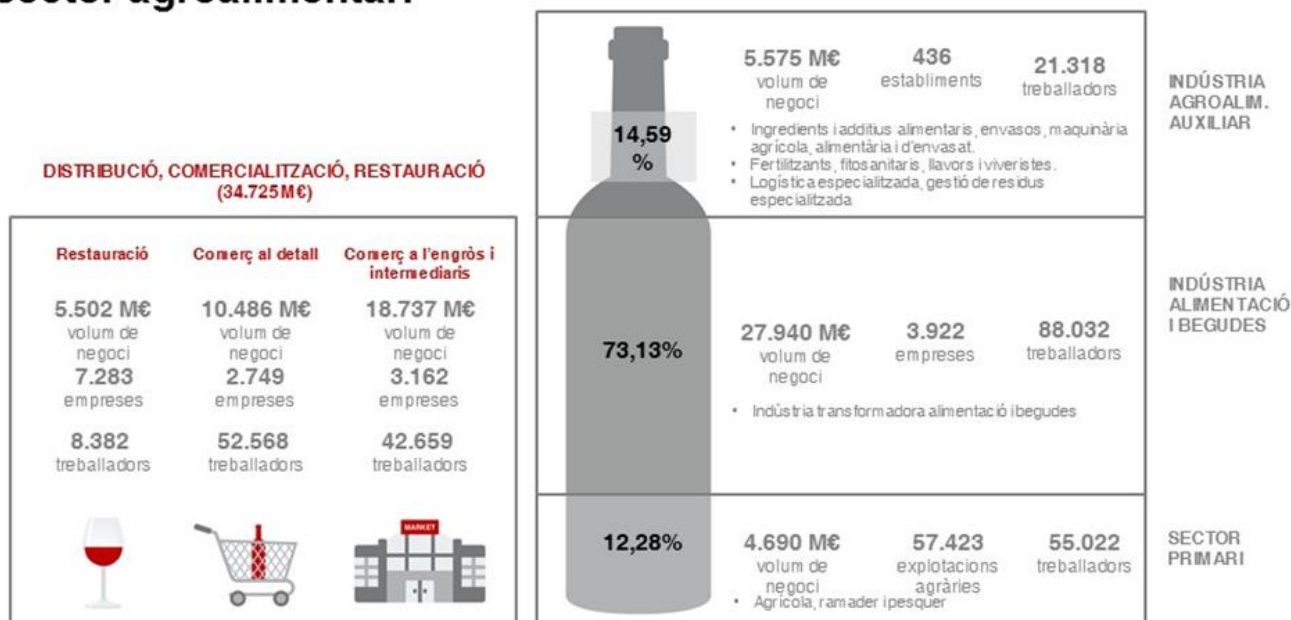 sector agroalimentari
DISTRIBUCIÓ, COMERCIALITZACIÓ, RESTAURACIÓ
(34.725M€)
Restauració
5.502 M€
volum de
negoci
7.283
empreses
8.382
treballadors
Comerç al detall
10.486 M€
volum de
negoci
2.749
empreses
52.568
treballadors
Comerç a l'engròs i
intermediaris
18.737 M€
volum de
negoci
3.162
empreses
42.659
treballadors
MARKET
14,59
%
5.575 M€
volum de
negoci
436
establiments
21.318
treballadors
• Ingredients i additius alimentaris, envasos, maquinària
agrícola, alimentària i d'envasat.
• Fertilitzants, fitosanitaris, llavors i viveristes.
• Logística especialitzada, gestió de residus
especialitzada
INDÚSTRIA
AGROALIM.
AUXILIAR
73,13%
27.940 M€
volum de
negoci
3.922
empreses
88.032
treballadors
• Indústria transformadora alimentació i begudes
INDÚSTRIA
ALIMENTACIÓ
I BEGUDES
12,28%
4.690 M€
volum de
negoci
57.423
explotacions
agràries
55.022
treballadors
• Agrícola, ramader i pesquer
SECTOR
PRIMARI